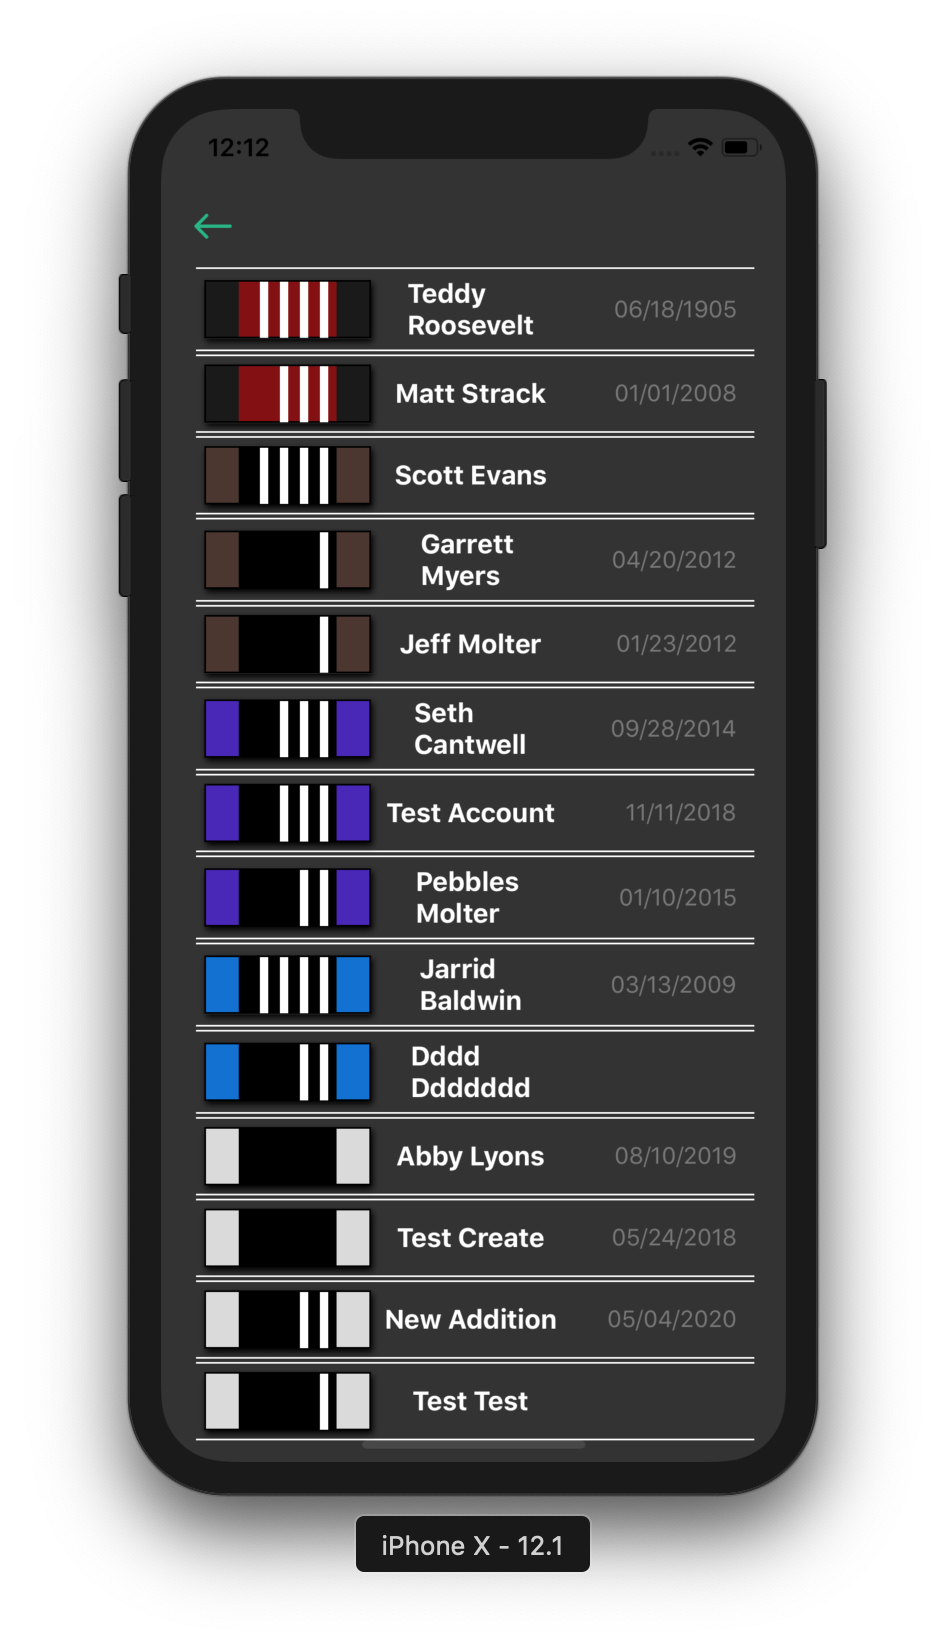 12:12
Teddy
Roosevelt
06/18/1905
Matt Strack
01/01/2008
Scott Evans
Garrett
Myers
04/20/2012
Jeff Molter
01/23/2012
Seth
Cantwell
09/28/2014
Test Account
11/11/2018
Pebbles
Molter
01/10/2015
Jarrid
Baldwin
03/13/2009
Dddd
Ddddddd
Abby Lyons
08/10/2019
Test Create
05/24/2018
New Addition
05/04/2020
Test Test
iPhone X - 12.1